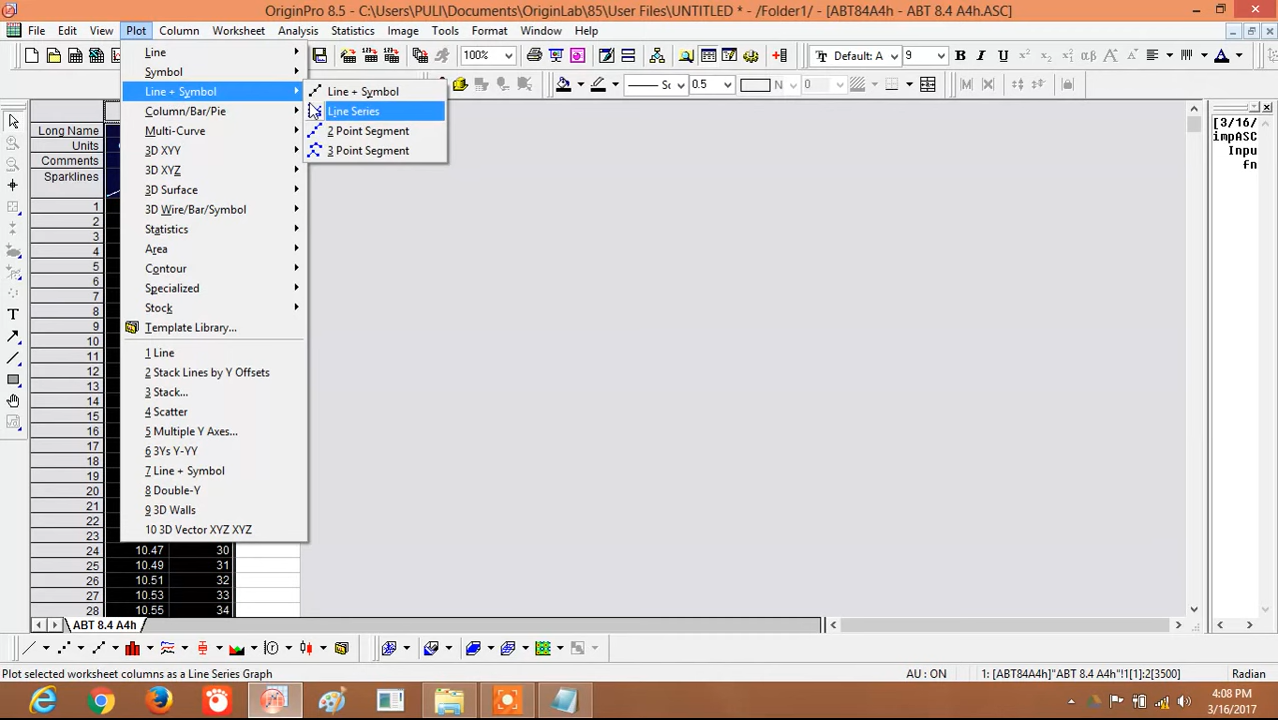 OriginPro 8.5 - C:\Users\PULI\Documents\OriginLab\85\User Files\UNTITLED * - /Folder1/ - [ABT84A4h - ABT 8.4 A4h.ASC]
File Edit View Plot Column Worksheet Analysis Statistics Image Tools Format Window Help
100% Default: A 9 B I U
0.5
Line
Symbol
Line + Symbol
Column/Bar/Pie
Multi-Curve
3D XYY
3D XYZ
3D Surface
3D Wire/Bar/Symbol
Statistics
Area
Contour
Specialized
Stock
Template Library...
1 Line
2 Stack Lines by Y Offsets
3 Stack...
4 Scatter
5 Multiple Y Axes...
6 3Ys Y-YY
7 Line + Symbol
8 Double-Y
9 3D Walls
10 3D Vector XYZ XYZ
Line + Symbol
Line Series
2 Point Segment
3 Point Segment
Long Name
Units
Comments
Sparklines
1
2
3
4
5
6
7
8
9
10
11
12
13
14
15
16
17
18
19
20
21
22
23
24 10.47 30
25 10.49 31
26 10.51 32
27 10.53 33
28 10.55 34
[3/16/
impASC
Inpu
fn
ABT 8.4 A4h
Plot selected worksheet columns as a Line Series Graph
AU : ON
1: [ABT84A4h]"ABT 8.4 A4h"!1[1]:2[3500]
Radian
4:08 PM
3/16/2017